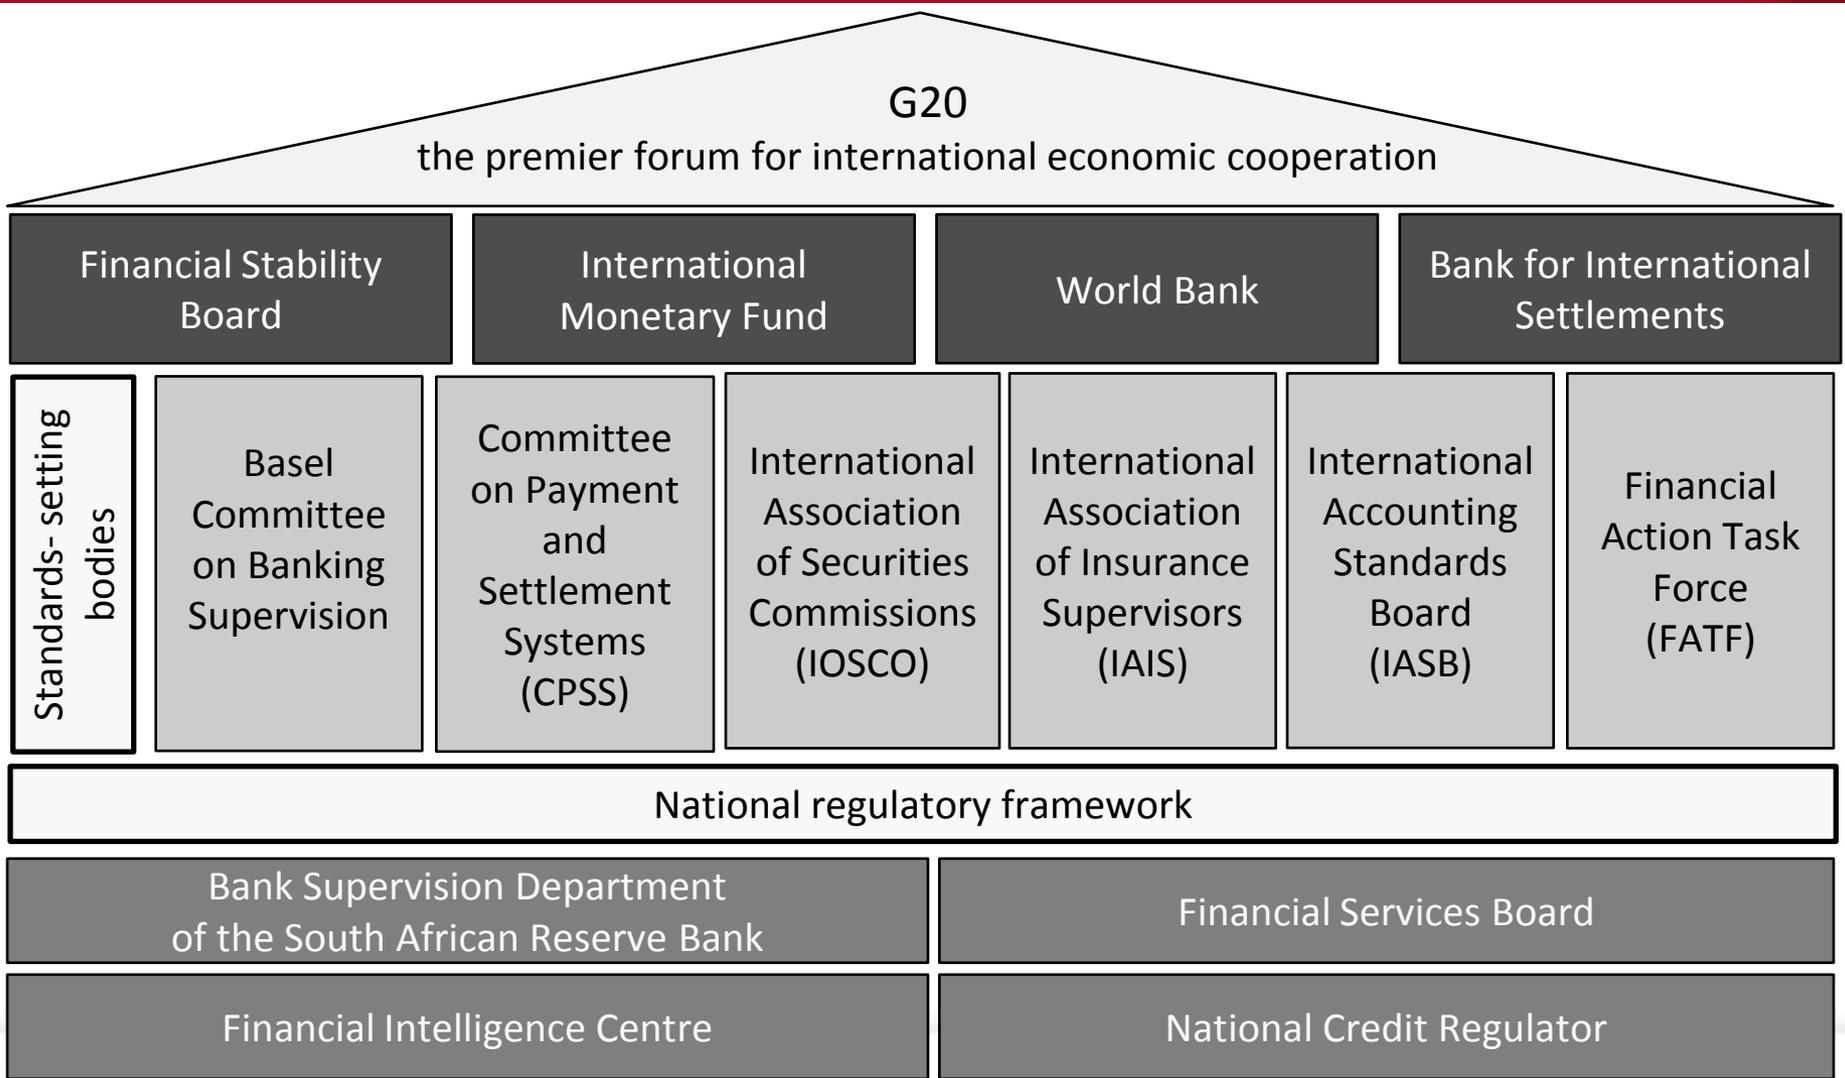 G20
the premier forum for international economic cooperation
Financial Stability
Board
International
Monetary Fund
World Bank
Bank for International
Settlements
Standards- setting
bodies
Basel
Committee
on Banking
Supervision
Committee
on Payment
and
Settlement
Systems
(CPSS)
International
Association
of Securities
Commissions
(IOSCO)
International
Association
of Insurance
Supervisors
(IAIS)
International
Accounting
Standards
Board
(IASB)
Financial
Action Task
Force
(FATF)
National regulatory framework
Bank Supervision Department
of the South African Reserve Bank
Financial Services Board
Financial Intelligence Centre
National Credit Regulator